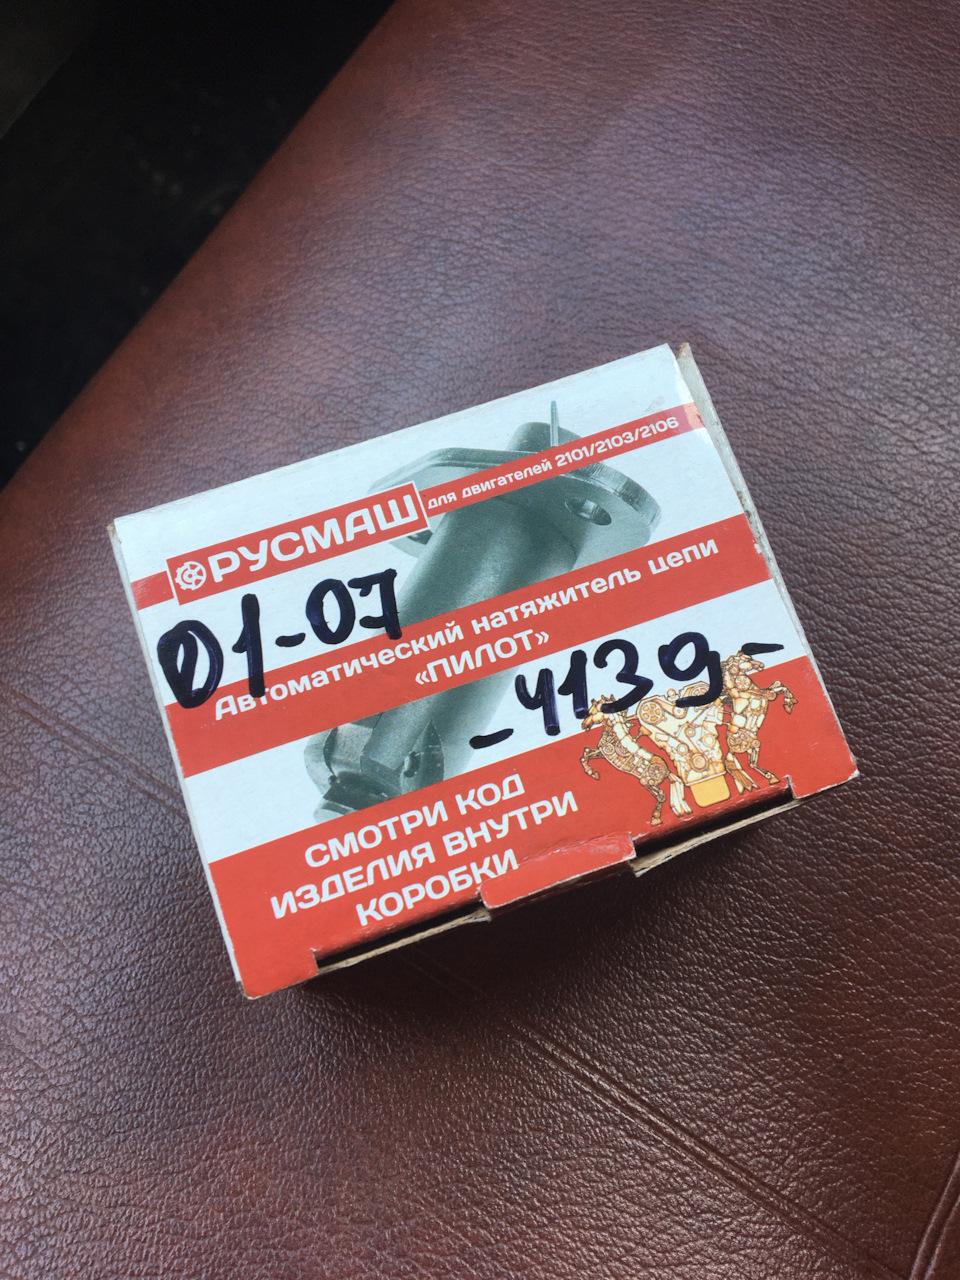 РУСМАШ для двигателей 2101/2103/2106
01-07
Автоматический натяжитель цепи
«ПИЛОТ»
-4139-
СМОТРИ КОД
ИЗДЕЛИЯ ВНУТРИ
КОРОБКИ